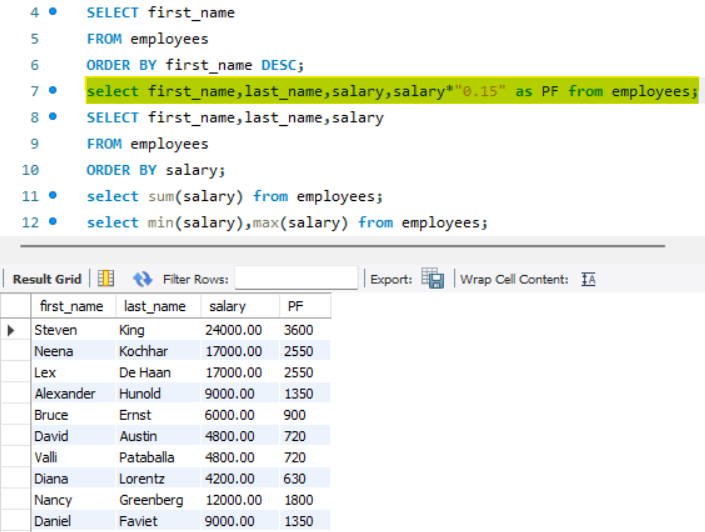 4 SELECT first_name
5 FROM employees
6 ORDER BY first_name DESC;
7 select first_name,last_name,salary,salary*"0.15" as PF from employees;
8 SELECT first_name,last_name,salary
9 FROM employees
10 ORDER BY salary;
11 select sum(salary) from employees;
12 select min(salary),max(salary) from employees;
Result Grid Filter Rows: Export: Wrap Cell Content: IA
first_name last_name salary PF
Steven King 24000.00 3600
Neena Kochhar 17000.00 2550
Lex De Haan 17000.00 2550
Alexander Hunold 9000.00 1350
Bruce Ernst 6000.00 900
David Austin 4800.00 720
Valli Pataballa 4800.00 720
Diana Lorentz 4200.00 630
Nancy Greenberg 12000.00 1800
Daniel Faviet 9000.00 1350